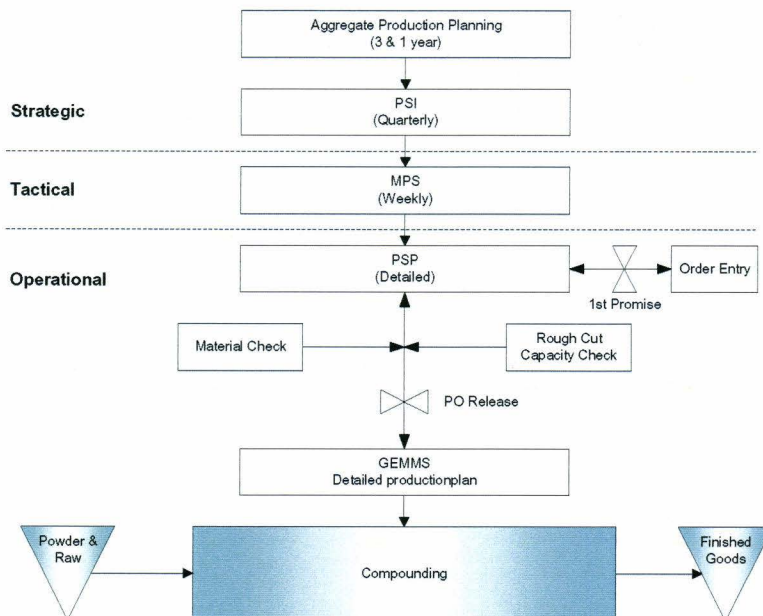 Aggregate Production Planning
(3 & 1 year)
Strategic
PSI
(Quarterly)
Tactical
MPS
(Weekly)
Operational
PSP
(Detailed)
Order Entry
1st Promise
Material Check
Rough Cut
Capacity Check
PO Release
GEMMS
Detailed productionplan
Powder &
Raw
Compounding
Finished
Goods